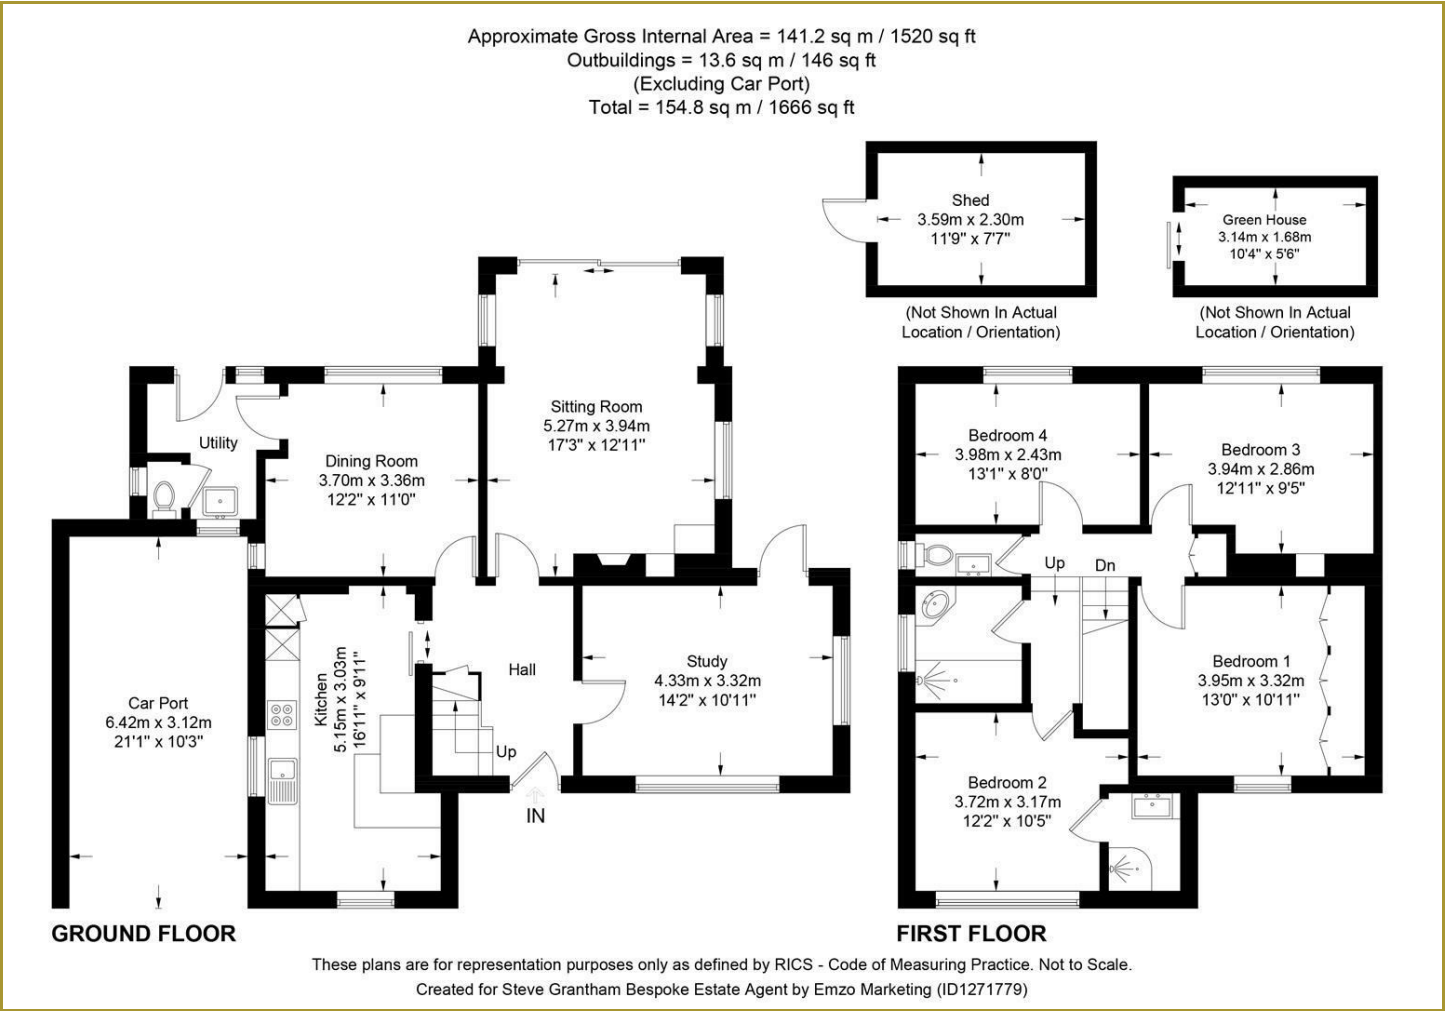 Approximate Gross Internal Area = 141.2 sq m / 1520 sq ft
Outbuildings = 13.6 sq m / 146 sq ft
(Excluding Car Port)
Total = 154.8 sq m / 1666 sq ft
Shed
3.59m x 2.30m
11'9" x 7'7"
(Not Shown In Actual
Location / Orientation)
Green House
3.14m x 1.68m
10'4" x 5'6"
(Not Shown In Actual
Location / Orientation)
Sitting Room
5.27m x 3.94m
17'3" x 12'11"
Utility
Dining Room
3.70m x 3.36m
12'2" x 11'0"
Car Port
6.42m x 3.12m
21'1" x 10'3"
Kitchen
5.15m x 3.03m
16'11" x 9'11"
Hall
Up
IN
Study
4.33m x 3.32m
14'2" x 10'11"
GROUND FLOOR
Bedroom 4
3.98m x 2.43m
13'1" x 8'0"
Bedroom 3
3.94m x 2.86m
12'11" x 9'5"
Up
Dn
Bedroom 1
3.95m x 3.32m
13'0" x 10'11"
Bedroom 2
3.72m x 3.17m
12'2" x 10'5"
FIRST FLOOR
These plans are for representation purposes only as defined by RICS - Code of Measuring Practice. Not to Scale.
Created for Steve Grantham Bespoke Estate Agent by Emzo Marketing (ID1271779)